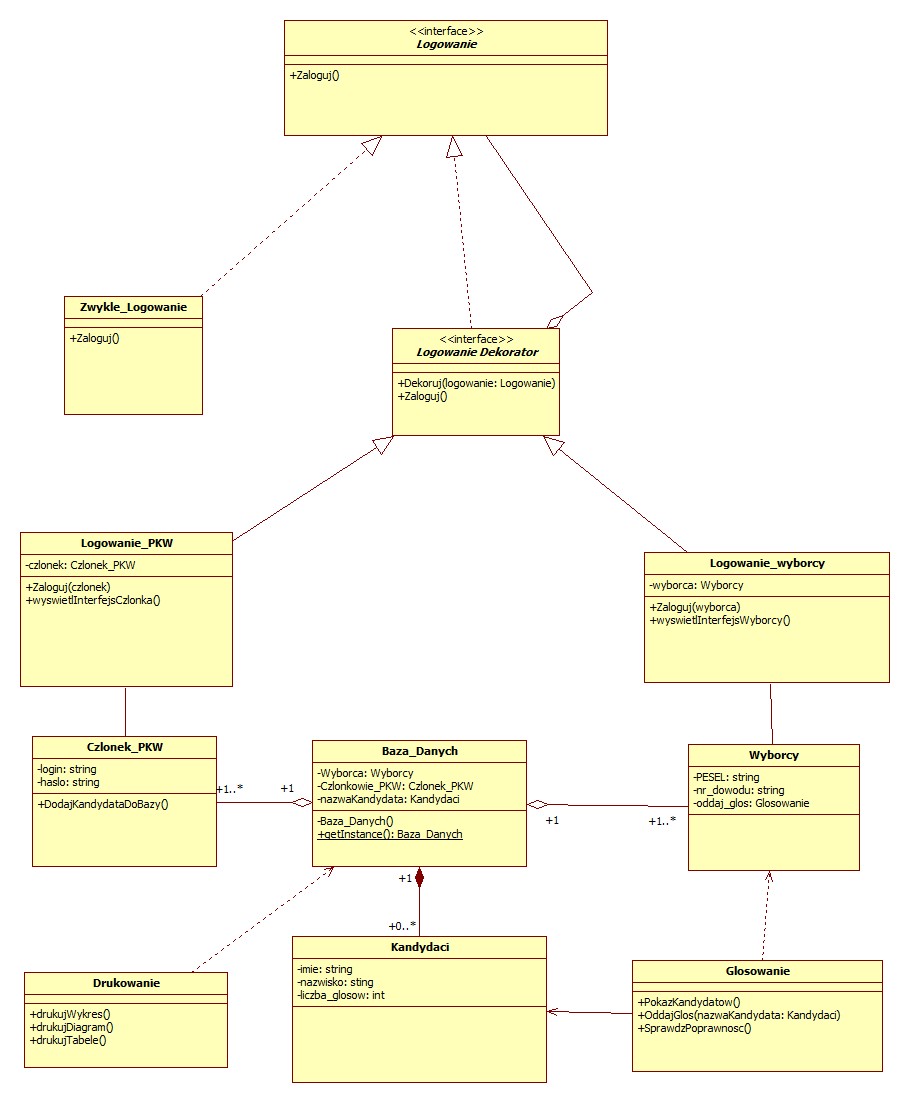 <<interface>>
Logowanie
+Zaloguj()
Zwykle_Logowanie
+Zaloguj()
<<interface>>
Logowanie Dekorator
+Dekoruj(logowanie: Logowanie)
+Zaloguj()
Logowanie_PKW
-członek: Czlonek_PKW
+Zaloguj(czlonek)
+wyswietlInterfejsCzlonka()
Logowanie_wyborcy
-wyborca: Wyborcy
+Zaloguj(wyborca)
+wyswietlInterfejsWyborcy()
Czlonek_PKW
-login: string
-haslo: string
+DodajKandydataDoBazy()
+1..*
+1
Baza_Danych
-Wyborca: Wyborcy
-Czlonkowie_PKW: Czlonek_PKW
-nazwaKandydata: Kandydaci
-Baza_Danych()
+getInstance(): Baza_Danych
+1
+1..*
Wyborcy
-PESEL: string
-nr_dowodu: string
-oddaj_glos: Glosowanie
+1
+0..*
Drukowanie
+drukujWykres()
+drukujDiagram()
+drukujTabele()
Kandydaci
-imie: string
-nazwisko: sting
-liczba_glosow: int
Glosowanie
+PokazKandydatow()
+OddajGlos(nazwaKandydata: Kandydaci)
+SprawdzPoprawnosc()